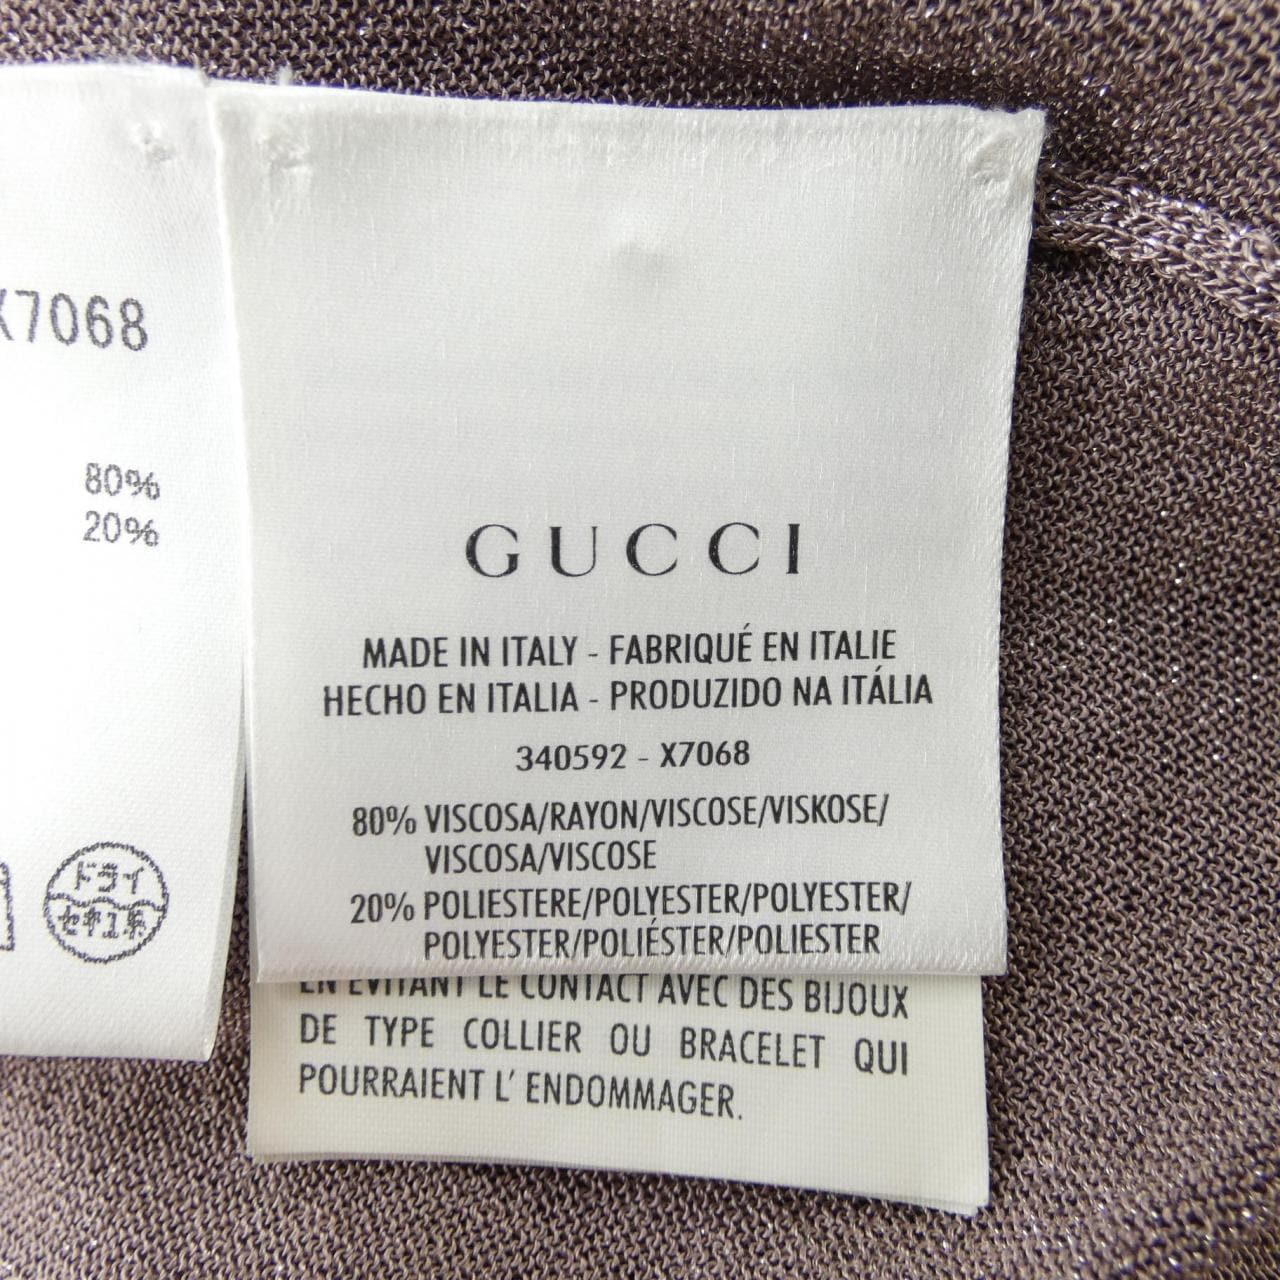 X7068
80%
20%
ドライ
セキユ系
GUCCI
MADE IN ITALY - FABRIQUÉ EN ITALIE
HECHO EN ITALIA - PRODUZIDO NA ITÁLIA
340592 - X7068
80% VISCOSA/RAYON/VISCOSE/VISKOSE/
VISCOSA/VISCOSE
20% POLIESTERE/POLYESTER/POLYESTER/
POLYESTER/POLIÉSTER/POLIESTER
EN EVITANT LE CONTACT AVEC DES BIJOUX
DE TYPE COLLIER OU BRACELET QUI
POURRAIENT L' ENDOMMAGER.